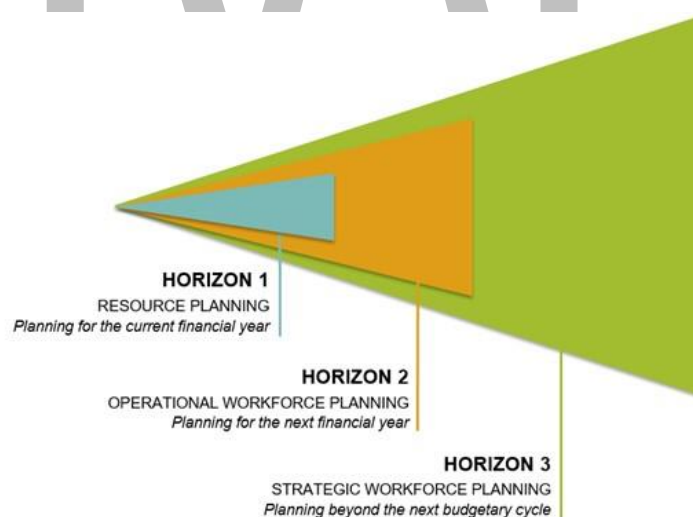 HORIZON 1
RESOURCE PLANNING
Planning for the current financial year
HORIZON 2
OPERATIONAL WORKFORCE PLANNING
Planning for the next financial year
HORIZON 3
STRATEGIC WORKFORCE PLANNING
Planning beyond the next budgetary cycle